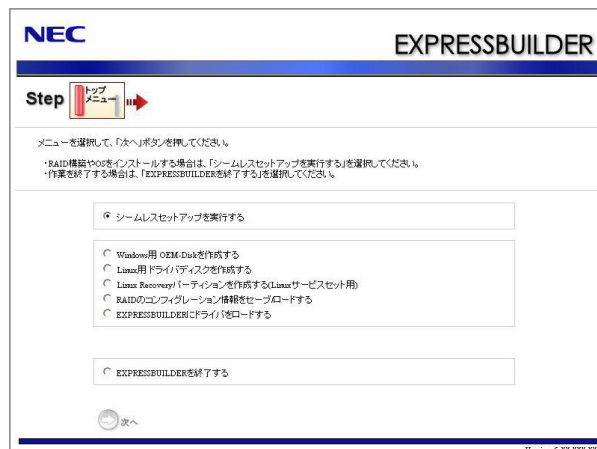 NEC
EXPRESSBUILDER
Step
トップ
メニュー
メニューを選択して、「次へ」ボタンを押してください。
・RAID構築やOSをインストールする場合は、「シームレスセットアップを実行する」を選択してください。
・作業を終了する場合は、「EXPRESSBUILDERを終了する」を選択してください。
シームレスセットアップを実行する
Windows用 OEM-Diskを作成する
Linux用ドライバディスクを作成する
Linux Recoveryパーティションを作成する(Linuxサービスセット用)
RAIDのコンフィグレーション情報をセーブ/ロードする
EXPRESSBUILDERにドライバをロードする
EXPRESSBUILDERを終了する
次へ